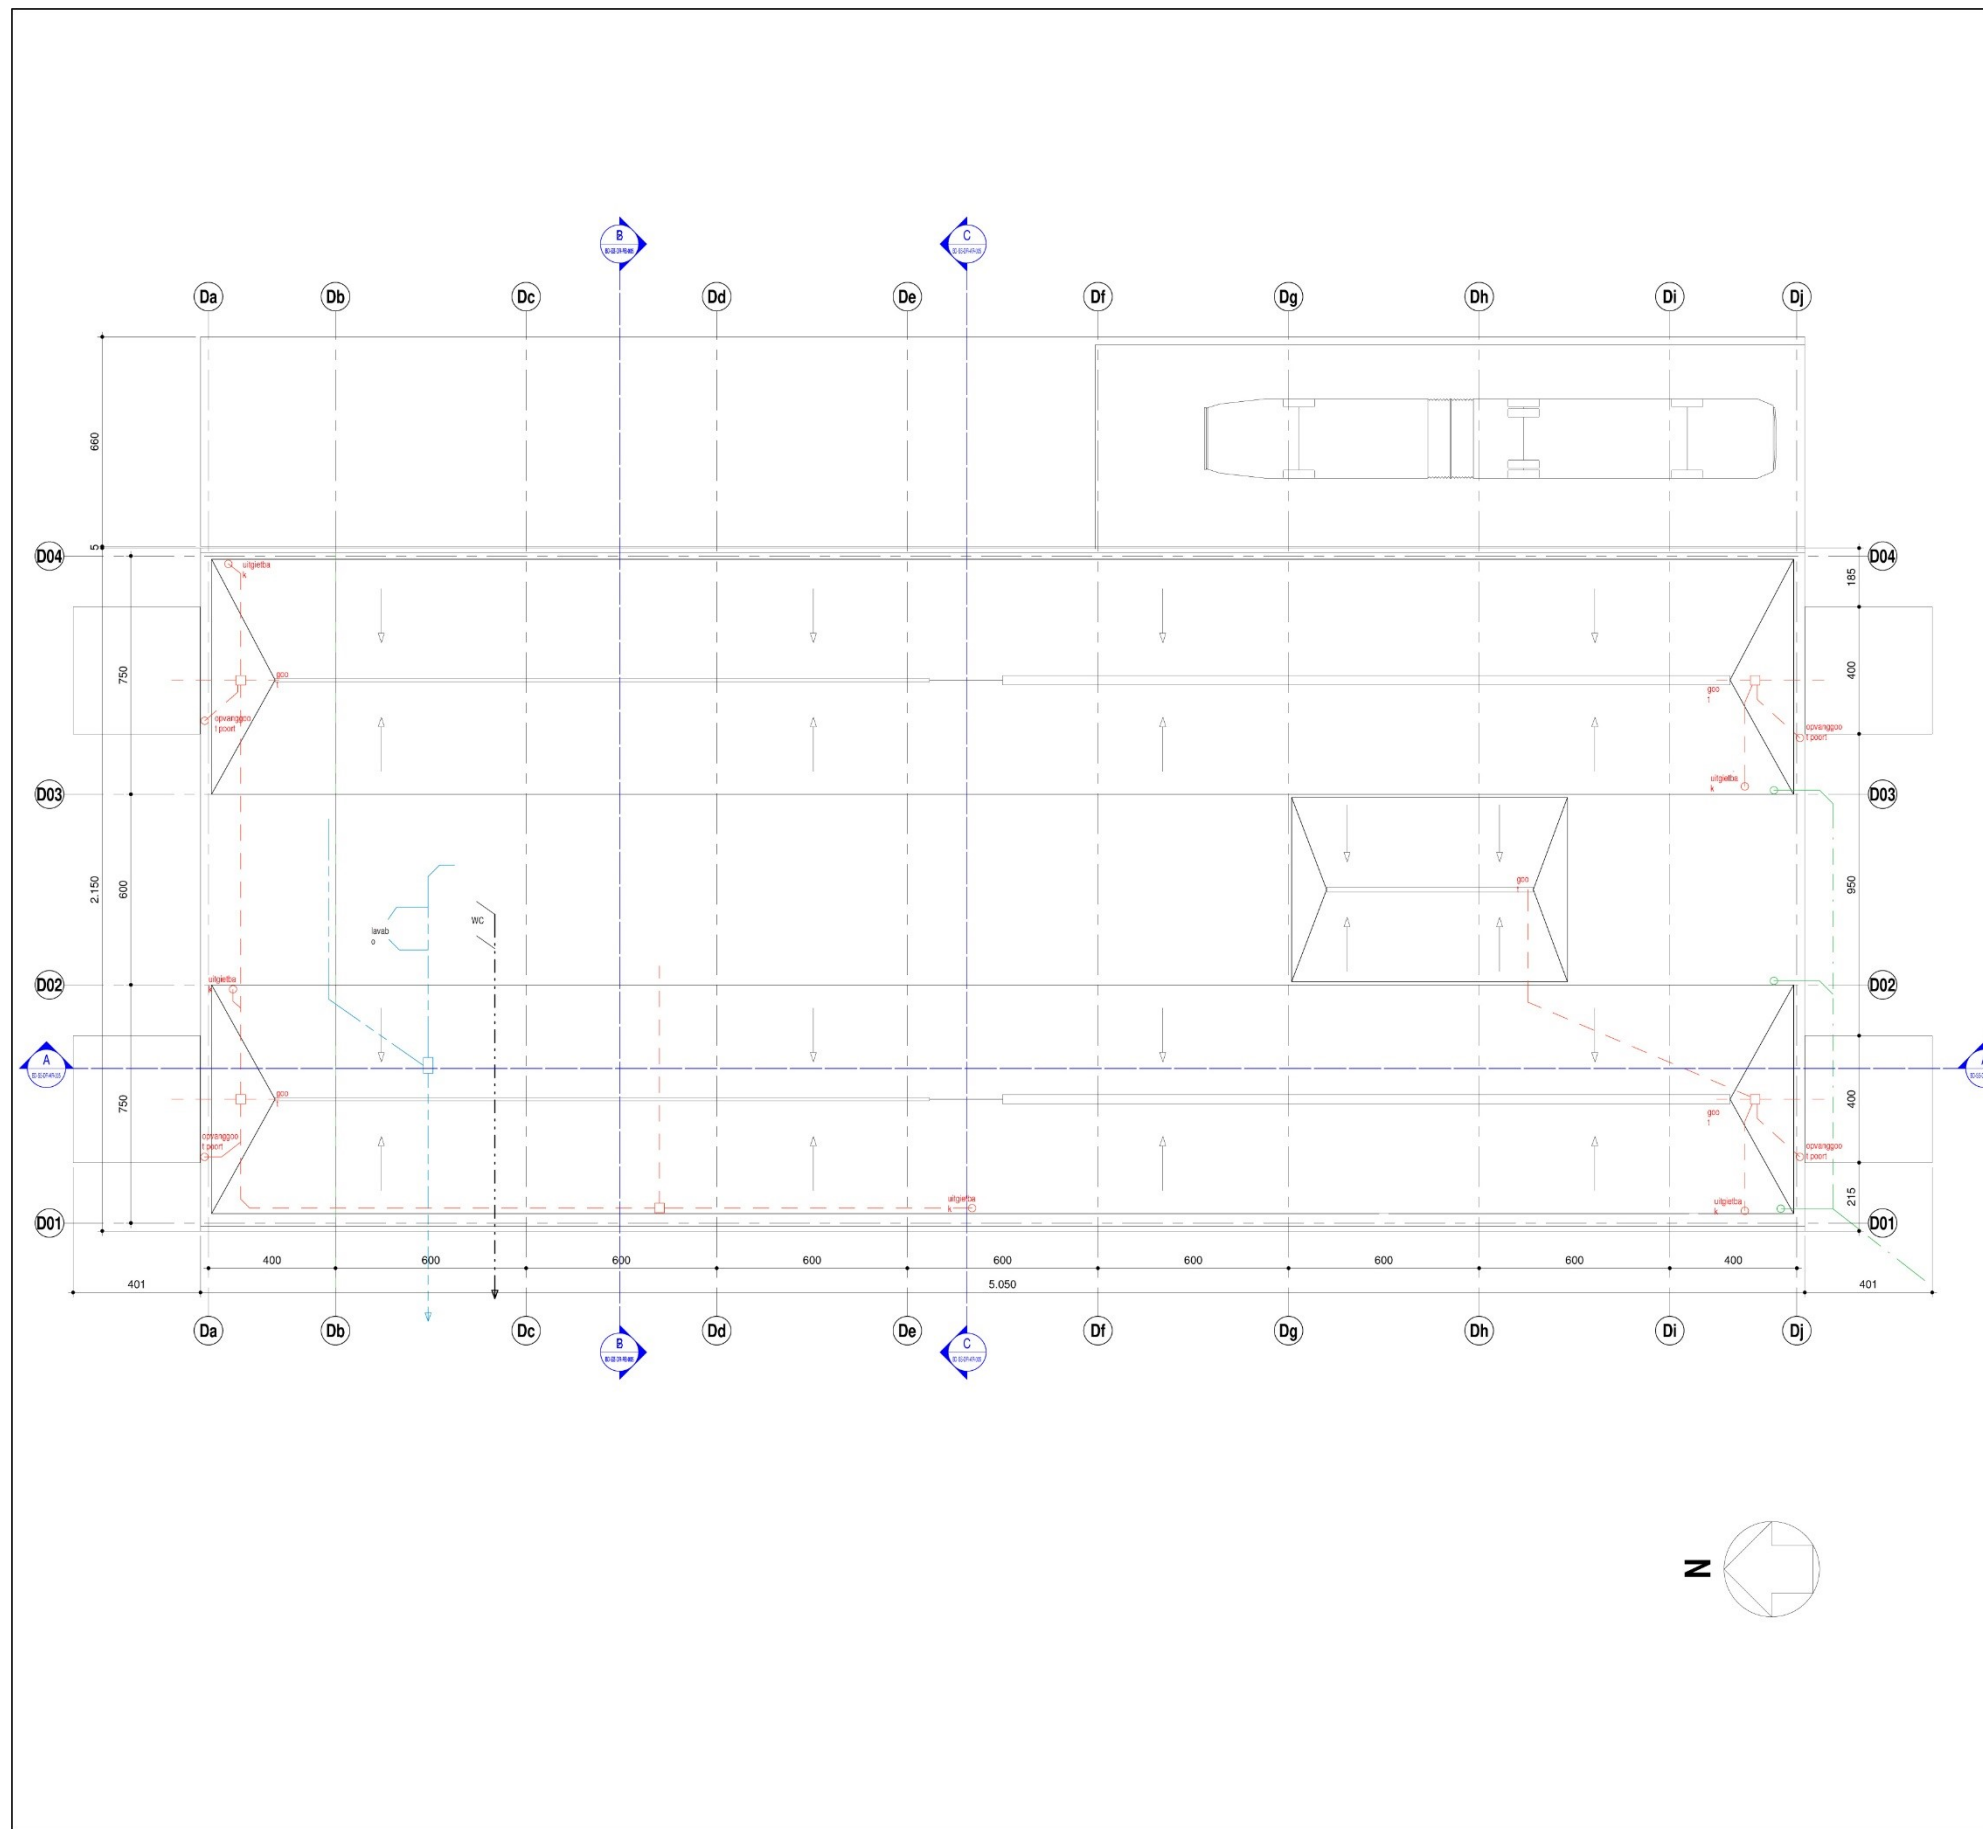 B
C
Da Db Dc Dd De Df Dg Dh Di Dj
660
D04
5
D04
uitgietba
k
185
750
goo
t
goo
t
400
opvanggoo
t poort
opvanggoo
t poort
uitgietba
k
D03
D03
goo
t
2.150
600
950
lavab
o
WC
uitgietba
k
D02
D02
A
goo
t
goo
t
750
400
opvanggoo
t poort
opvanggoo
t poort
uitgietba
k
uitgietba
k
215
D01
D01
400 600 600 600 600 600 600 600 400
401 5.050 401
Da Db Dc Dd De Df Dg Dh Di Dj
B
C
N